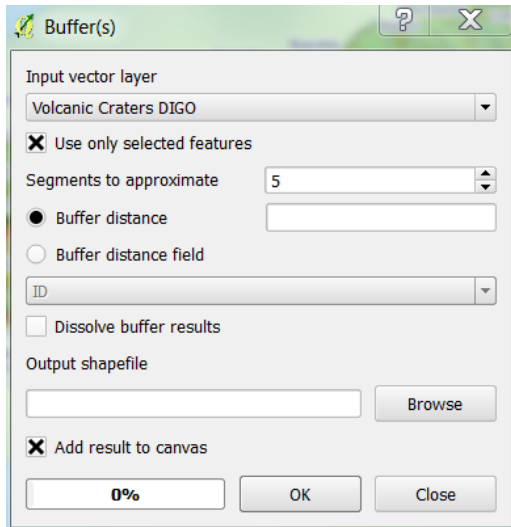 Buffer(s)
Input vector layer
Volcanic Craters DIGO
Use only selected features
Segments to approximate 5
Buffer distance
Buffer distance field
ID
Dissolve buffer results
Output shapefile
Browse
Add result to canvas
0% OK Close